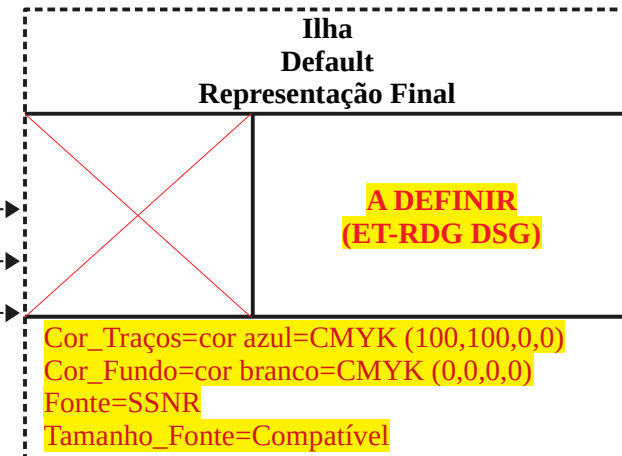 Ilha
Default
Representação Final
A DEFINIR
(ET-RDG DSG)
Cor_Traços=cor azul=CMYK (100,100,0,0)
Cor_Fundo=cor branco=CMYK (0,0,0,0)
Fonte=SSNR
Tamanho_Fonte=Compatível